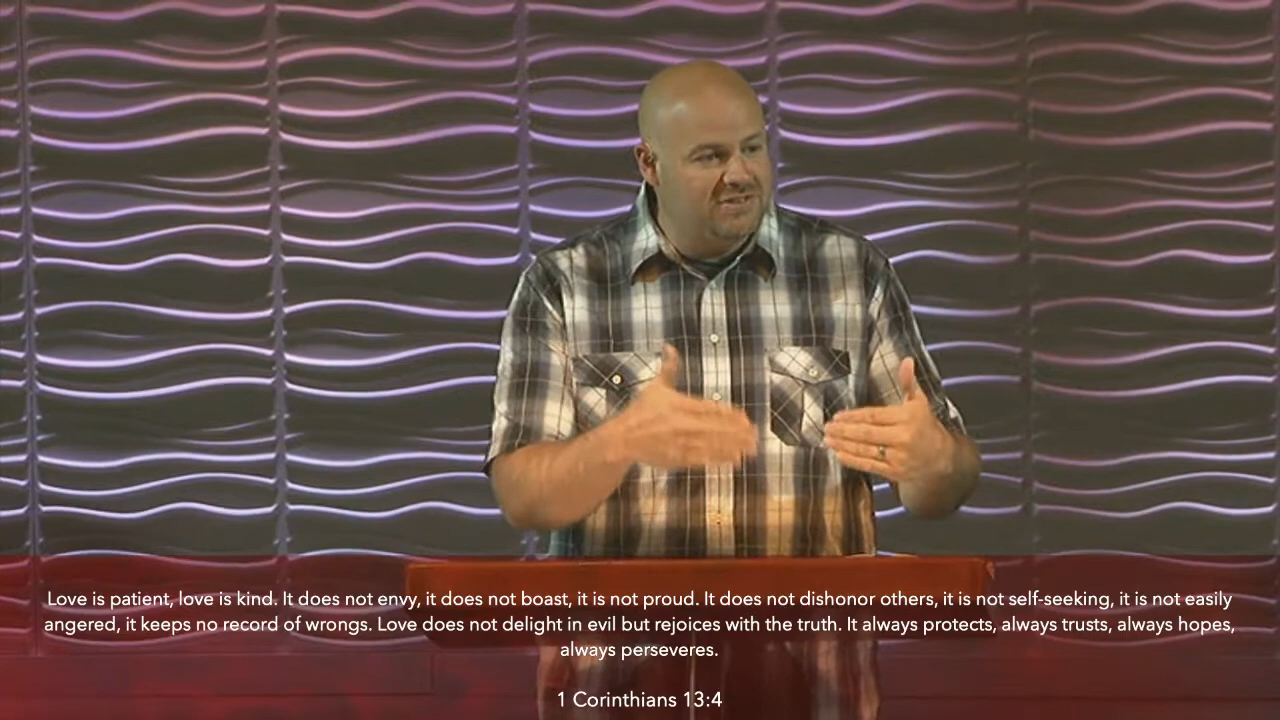 Love is patient, love is kind. It does not envy, it does not boast, it is not proud. It does not dishonor others, it is not self-seeking, it is not easily
angered, it keeps no record of wrongs. Love does not delight in evil but rejoices with the truth. It always protects, always trusts, always hopes,
always perseveres.
1 Corinthians 13:4